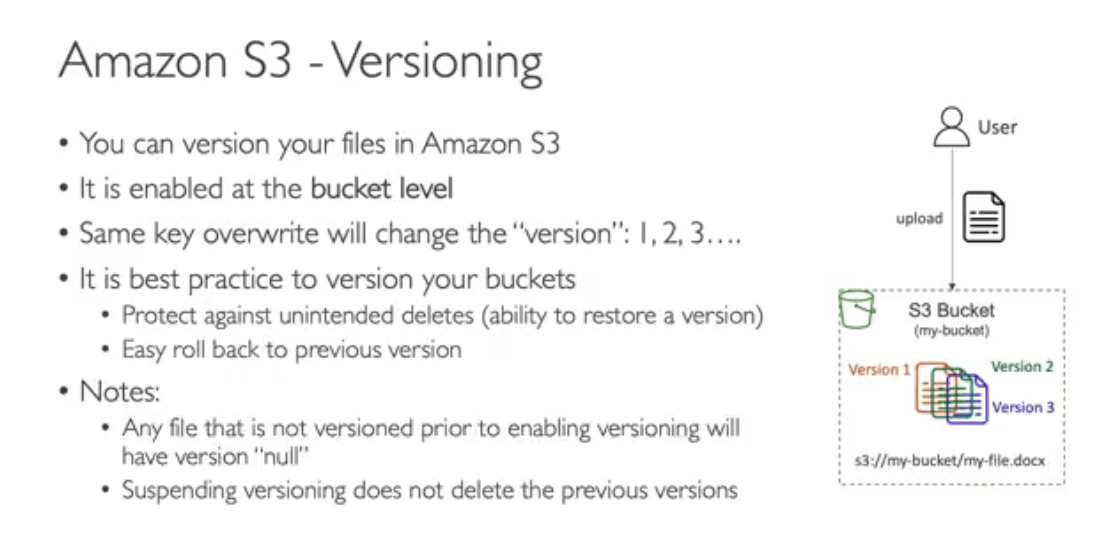 Amazon S3 - Versioning
• You can version your files in Amazon S3
• It is enabled at the bucket level
• Same key overwrite will change the “version”: 1, 2, 3….
• It is best practice to version your buckets
• Protect against unintended deletes (ability to restore a version)
• Easy roll back to previous version
• Notes:
• Any file that is not versioned prior to enabling versioning will
have version “null”
• Suspending versioning does not delete the previous versions
User
upload
S3 Bucket
(my-bucket)
Version 1
Version 2
Version 3
s3://my-bucket/my-file.docx